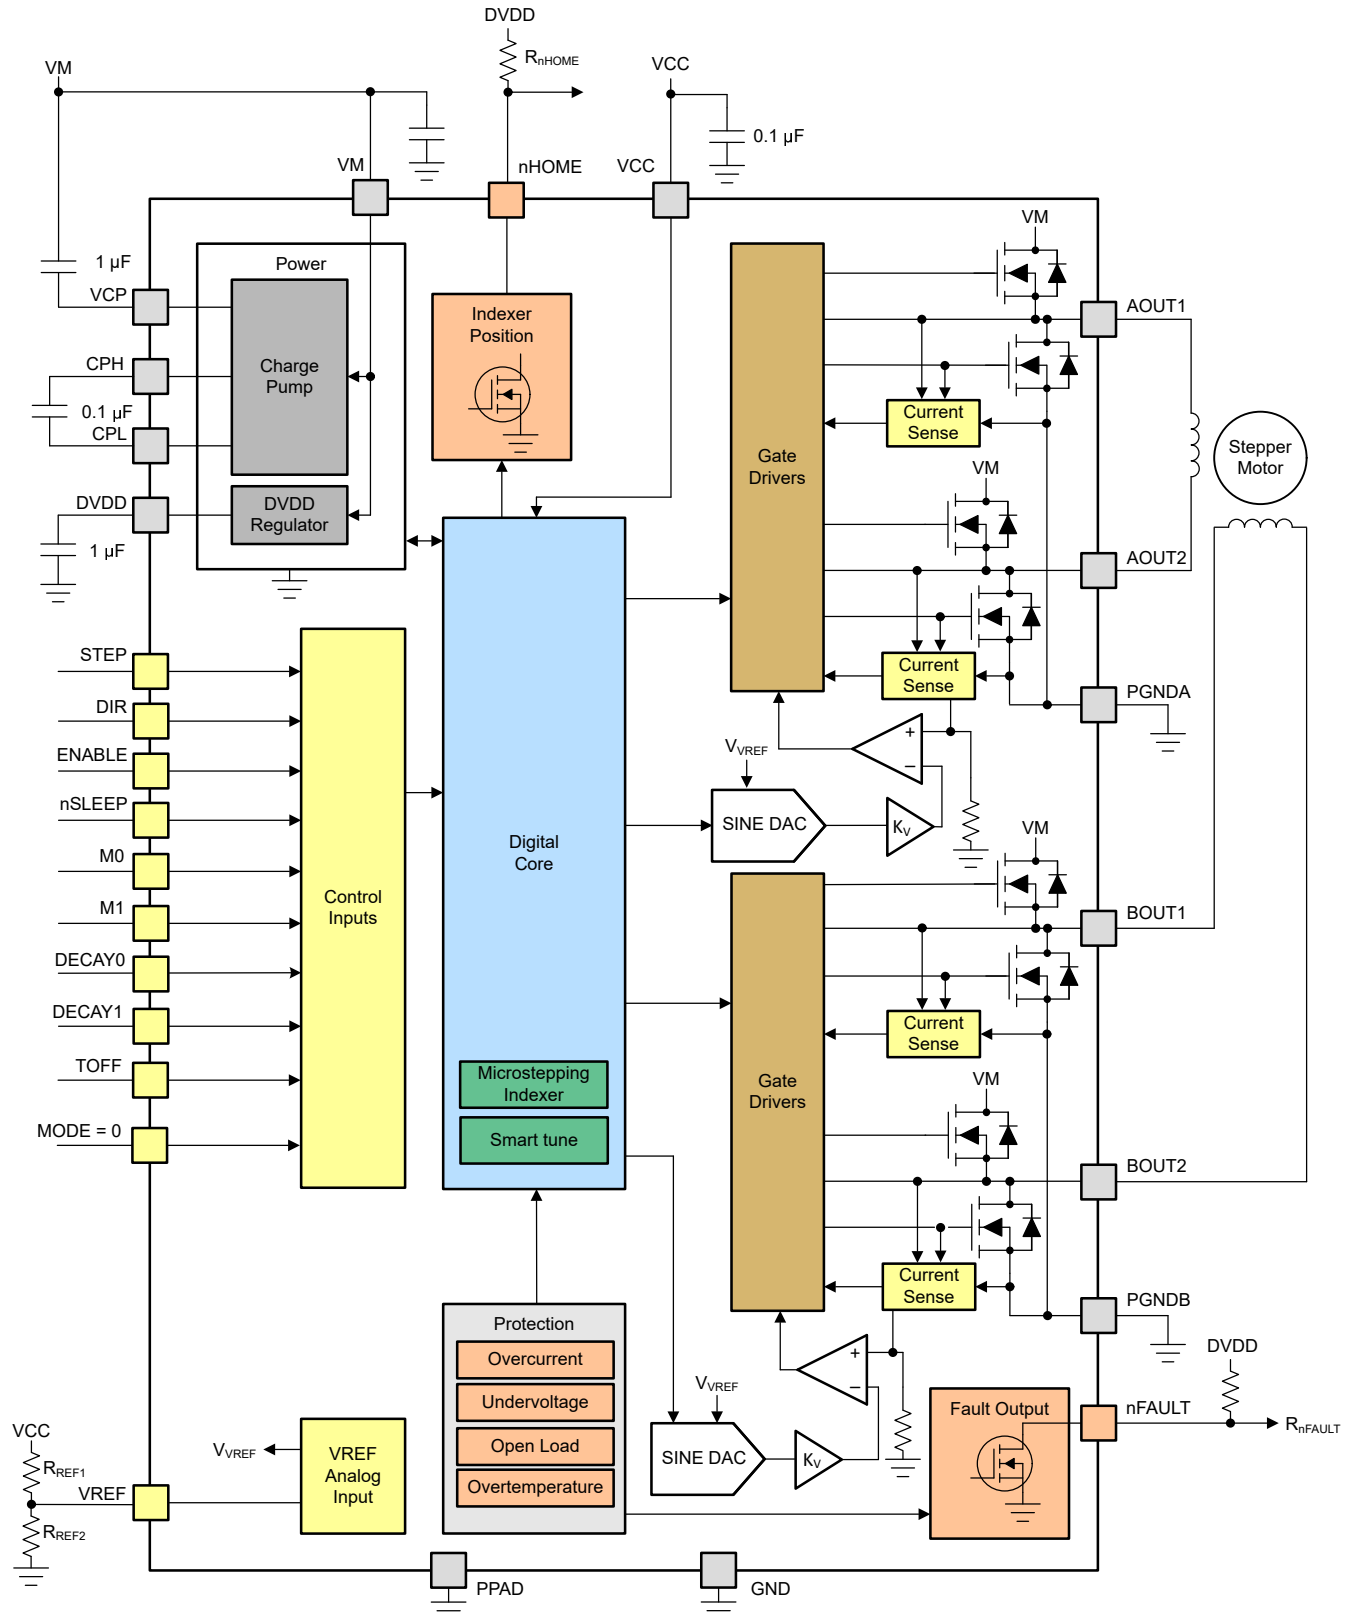 DVDD
RnHOME
VM
VCC
0.1 µF
VM
nHOME
VCC
1 µF
VCP
CPH
0.1 µF
CPL
DVDD
1 µF
Power
Charge
Pump
DVDD
Regulator
Indexer
Position
STEP
DIR
ENABLE
nSLEEP
M0
M1
DECAY0
DECAY1
TOFF
MODE = 0
Control
Inputs
Digital
Core
Microstepping
Indexer
Smart tune
Gate
Drivers
VM
Current
Sense
VM
Current
Sense
AOUT1
AOUT2
PGNDA
Stepper
Motor
VVREF
SINE DAC
KV
+
−
Gate
Drivers
VM
Current
Sense
VM
Current
Sense
BOUT1
BOUT2
PGNDB
VVREF
SINE DAC
KV
+
−
Protection
Overcurrent
Undervoltage
Open Load
Overtemperature
Fault Output
nFAULT
DVDD
RnFAULT
VCC
RREF1
VREF
RREF2
VVREF
VREF
Analog
Input
PPAD
GND